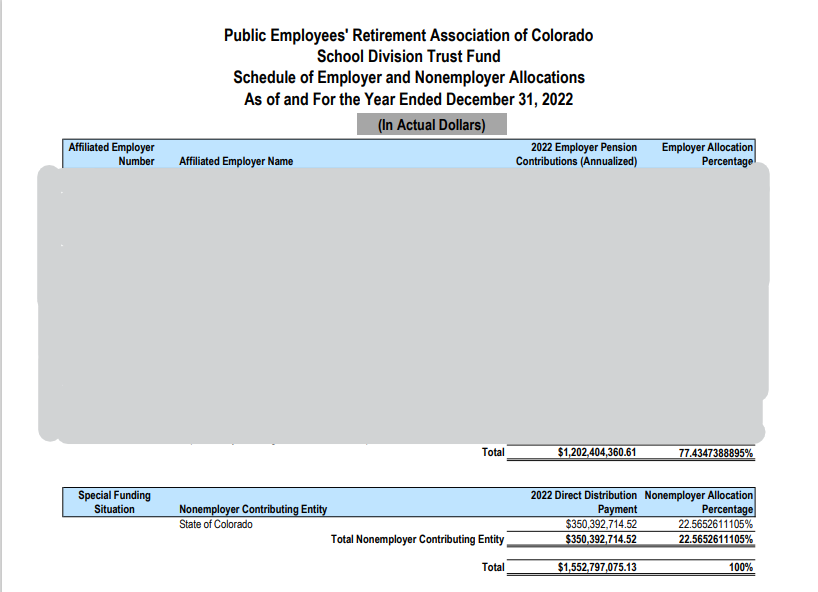 Public Employees' Retirement Association of Colorado
School Division Trust Fund
Schedule of Employer and Nonemployer Allocations
As of and For the Year Ended December 31, 2022
(In Actual Dollars)
Affiliated Employer 2022 Employer Pension Employer Allocation
Number Affiliated Employer Name Contributions (Annualized) Percentage
Total $1,202,404,360.61 77.4347388895%
Special Funding 2022 Direct Distribution Nonemployer Allocation
Situation Nonemployer Contributing Entity Payment Percentage
State of Colorado $350,392,714.52 22.5652611105%
Total Nonemployer Contributing Entity $350,392,714.52 22.5652611105%
Total $1,552,797,075.13 100%